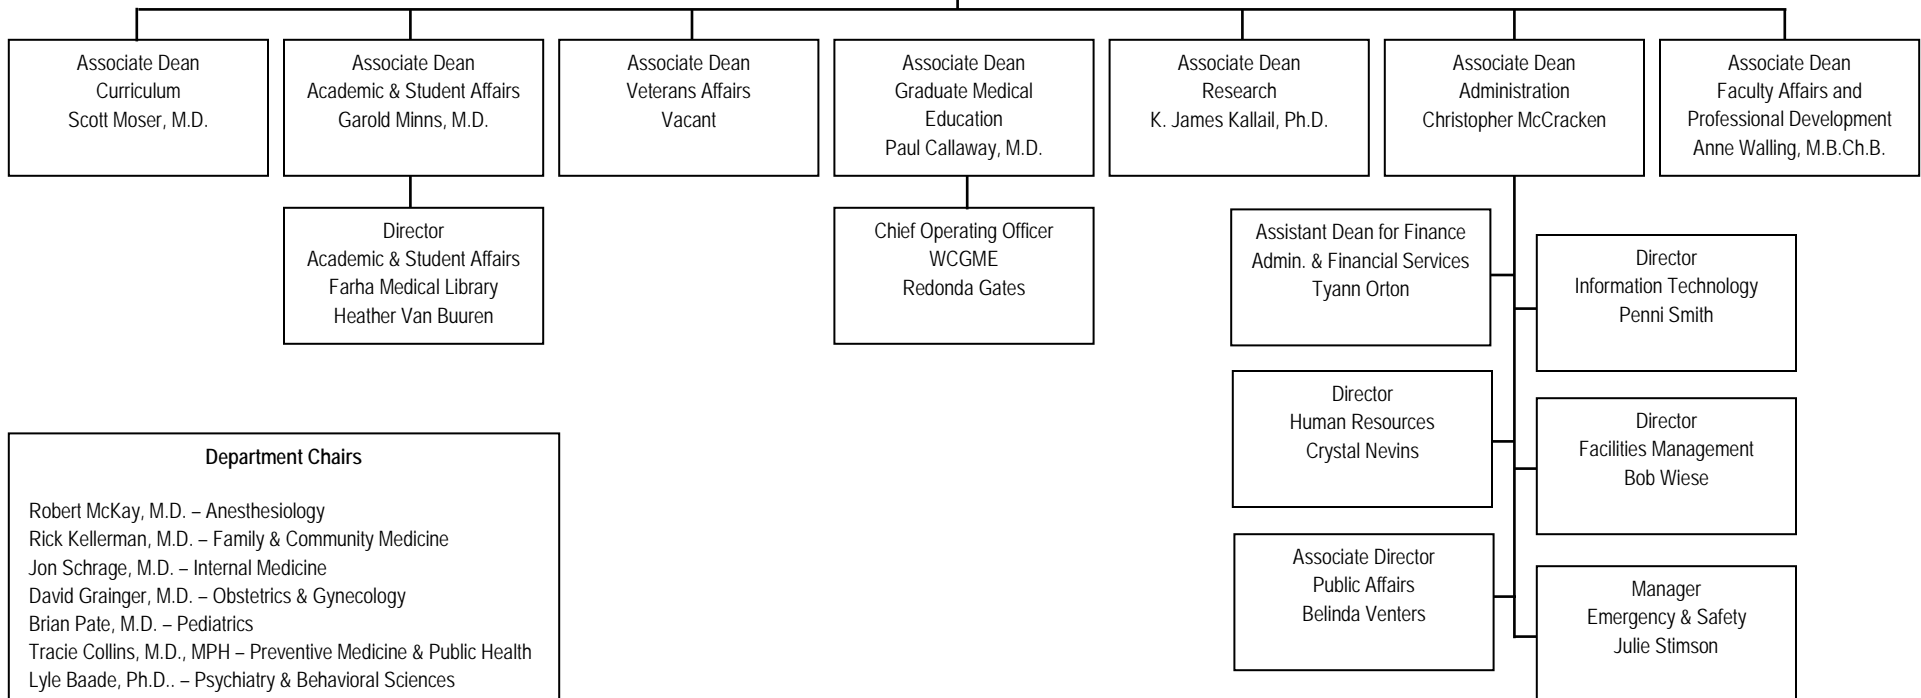 Associate Dean
Curriculum
Scott Moser, M.D.
Associate Dean
Academic & Student Affairs
Garold Minns, M.D.
Associate Dean
Veterans Affairs
Vacant
Associate Dean
Graduate Medical
Education
Paul Callaway, M.D.
Associate Dean
Research
K. James Kallail, Ph.D.
Associate Dean
Administration
Christopher McCracken
Associate Dean
Faculty Affairs and
Professional Development
Anne Walling, M.B.Ch.B.
Director
Academic & Student Affairs
Farha Medical Library
Heather Van Buuren
Chief Operating Officer
WCGME
Redonda Gates
Assistant Dean for Finance
Admin. & Financial Services
Tyann Orton
Director
Information Technology
Penni Smith
Director
Human Resources
Crystal Nevins
Director
Facilities Management
Bob Wiese
Associate Director
Public Affairs
Belinda Venters
Manager
Emergency & Safety
Julie Stimson
Department Chairs
Robert McKay, M.D. – Anesthesiology
Rick Kellerman, M.D. – Family & Community Medicine
Jon Schrage, M.D. – Internal Medicine
David Grainger, M.D. – Obstetrics & Gynecology
Brian Pate, M.D. – Pediatrics
Tracie Collins, M.D., MPH – Preventive Medicine & Public Health
Lyle Baade, Ph.D.. – Psychiatry & Behavioral Sciences